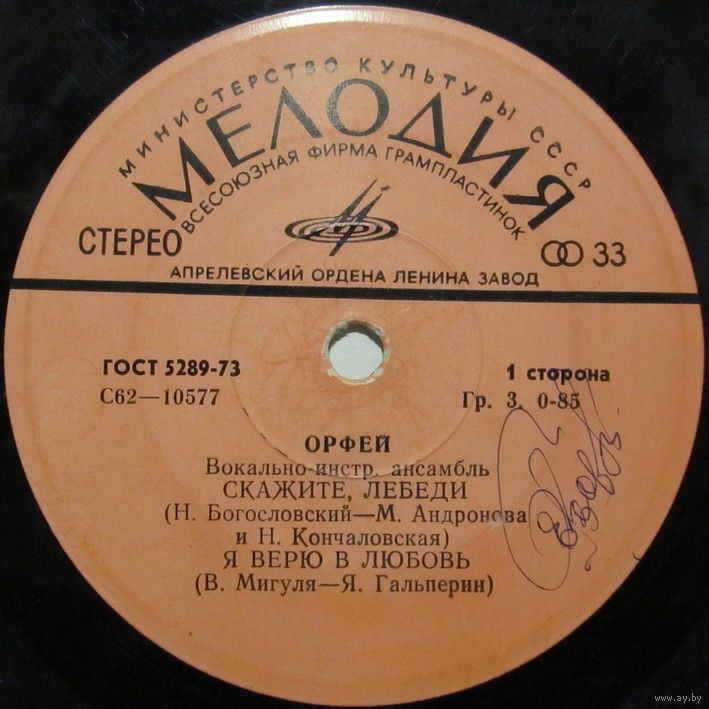 МИНИСТЕРСТВО КУЛЬТУРЫ СССР
МЕЛОДИЯ
ВСЕСОЮЗНАЯ ФИРМА ГРАМПЛАСТИНОК
СТЕРЕО
33
АПРЕЛЕВСКИЙ ОРДЕНА ЛЕНИНА ЗАВОД
ГОСТ 5289-73
1 сторона
С62—10577
Гр. 3. 0-85
ОРФЕЙ
Вокально-инстр. ансамбль
СКАЖИТЕ, ЛЕБЕДИ
(Н. Богословский—М. Андронова
и Н. Кончаловская)
Я ВЕРЮ В ЛЮБОВЬ
(В. Мигуля—Я. Гальперин)
www.ay.by